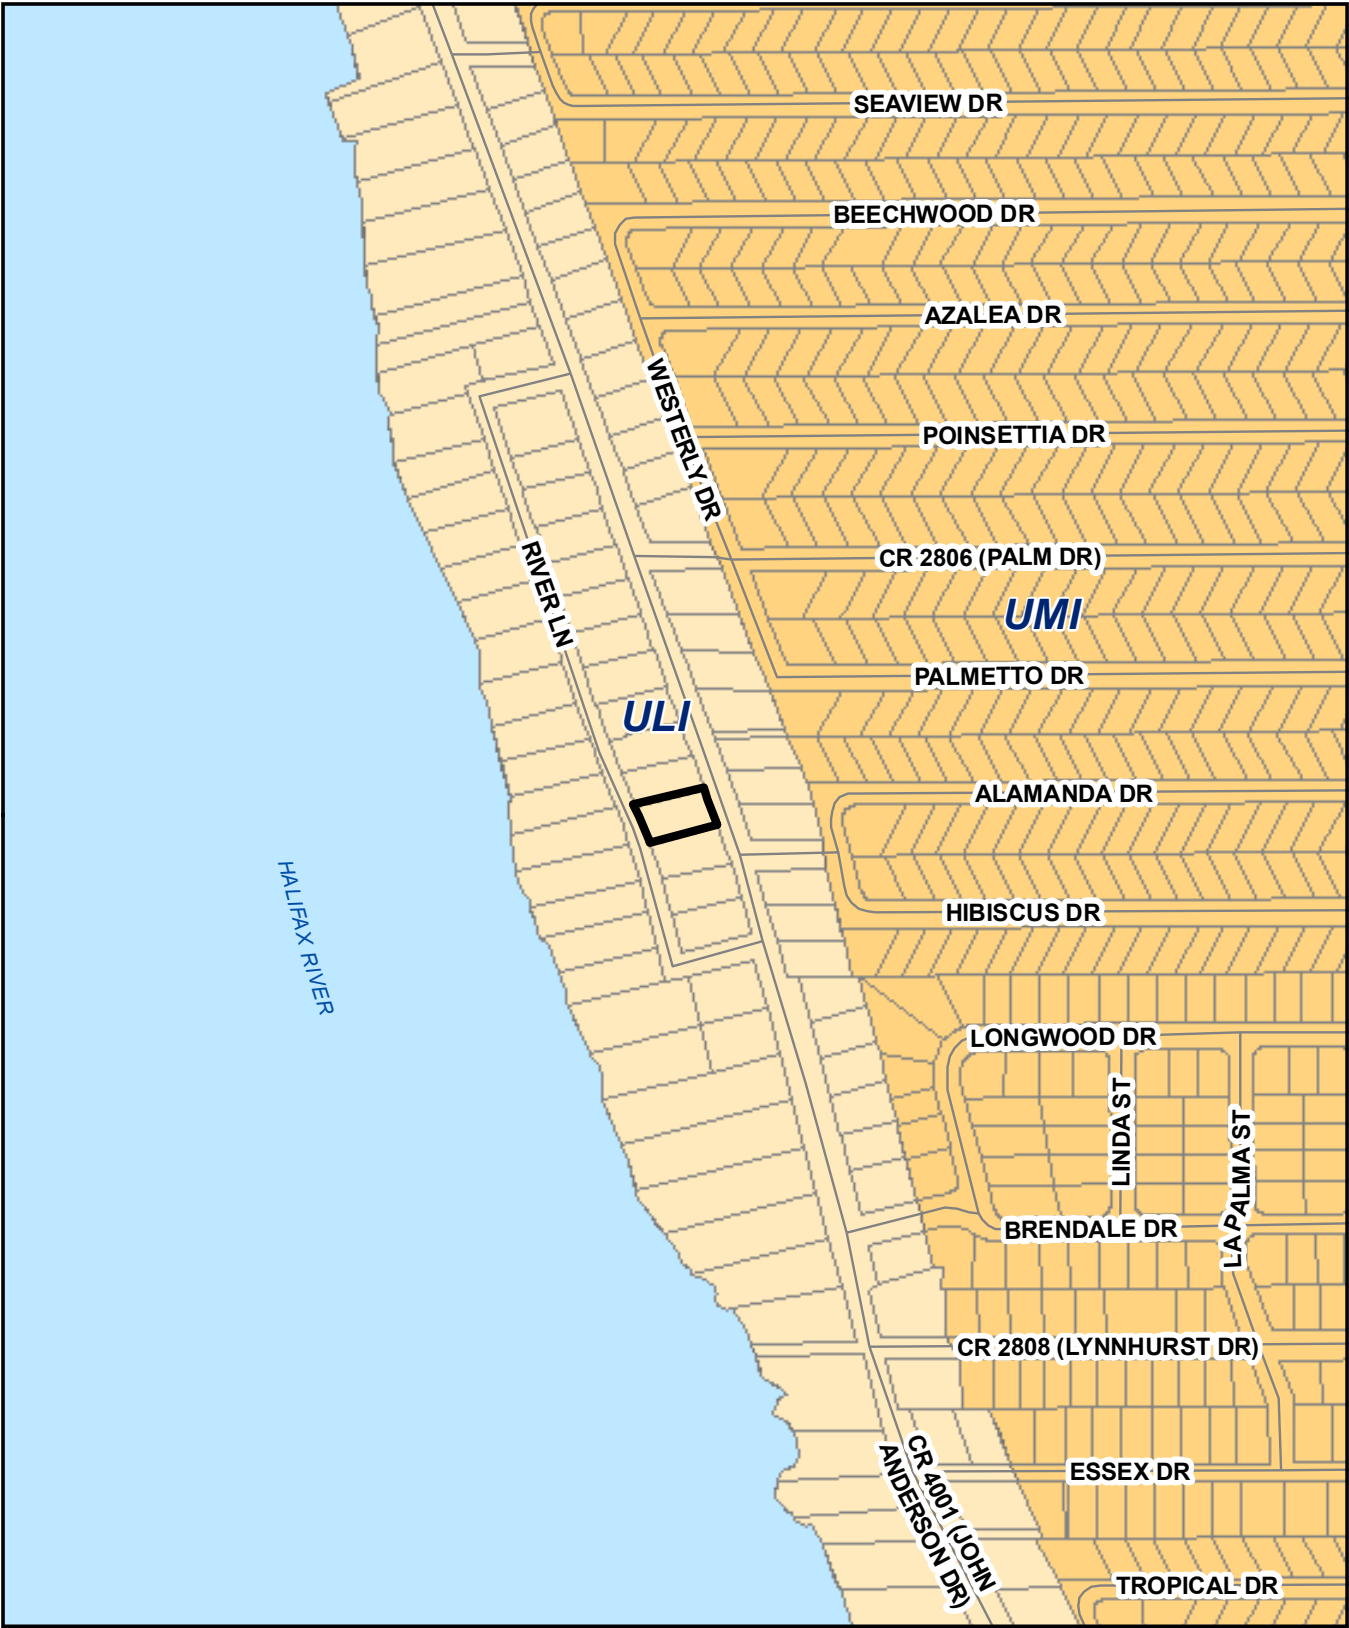 SEAVIEW DR
BEECHWOOD DR
AZALEA DR
WESTERLY DR
POINSETTIA DR
RIVER LN
CR 2806 (PALM DR)
UMI
PALMETTO DR
ULI
ALAMANDA DR
HALIFAX RIVER
HIBISCUS DR
LONGWOOD DR
LINDA ST
LA PALMA ST
BRENDALE DR
CR 2808 (LYNNHURST DR)
CR 4001 (JOHN
ANDERSON DR)
ESSEX DR
TROPICAL DR